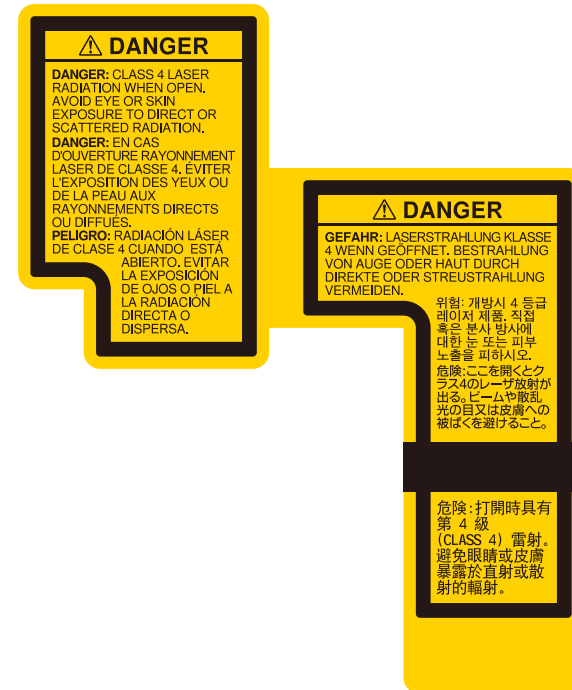 ⚠ DANGER
DANGER: CLASS 4 LASER
RADIATION WHEN OPEN.
AVOID EYE OR SKIN
EXPOSURE TO DIRECT OR
SCATTERED RADIATION.
DANGER: EN CAS
D'OUVERTURE RAYONNEMENT
LASER DE CLASSE 4. ÉVITER
L'EXPOSITION DES YEUX OU
DE LA PEAU AUX
RAYONNEMENTS DIRECTS
OU DIFFUÉS.
PELIGRO: RADIACIÓN LÁSER
DE CLASE 4 CUANDO ESTÁ
ABIERTO. EVITAR
LA EXPOSICIÓN
DE OJOS O PIEL A
LA RADIACIÓN
DIRECTA O
DISPERSA.
⚠ DANGER
GEFAHR: LASERSTRAHLUNG KLASSE
4 WENN GEÖFFNET. BESTRAHLUNG
VON AUGE ODER HAUT DURCH
DIREKTE ODER STREUSTRAHLUNG
VERMEIDEN.
위험: 개방시 4 등급
레이저 제품. 직접
혹은 분사 방사에
대한 눈 또는 피부
노출을 피하시오.
危険:ここを開くとク
ラス4のレーザ放射が
出る。ビームや散乱
光の目又は皮膚への
被ばくを避けること。
危険:打開時具有
第 4 級
(CLASS 4) 雷射。
避免眼睛或皮膚
暴露於直射或散
射的輻射。